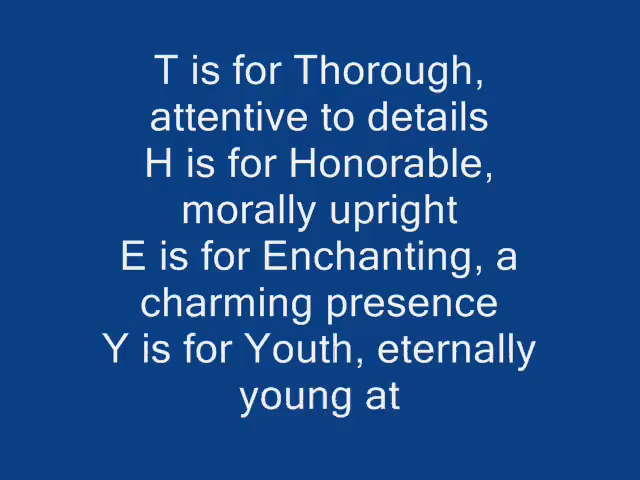 T is for Thorough,
attentive to details
H is for Honorable,
morally upright
E is for Enchanting, a
charming presence
Y is for Youth, eternally
young at